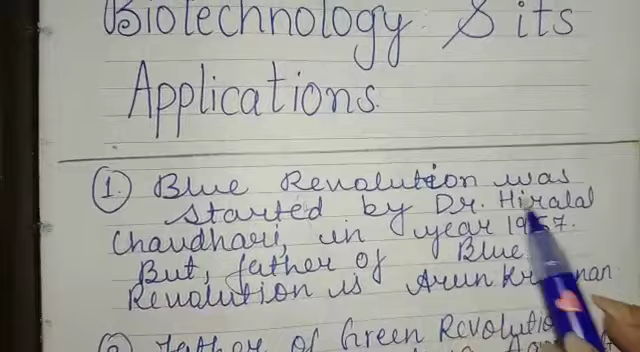 Biotechnology & its
Applications
1. Blue Revolution was
started by Dr. Hiralal
Chaudhari, in year 1957.
But, father of Blue
Revolution is Arun
Father of Green Revolution